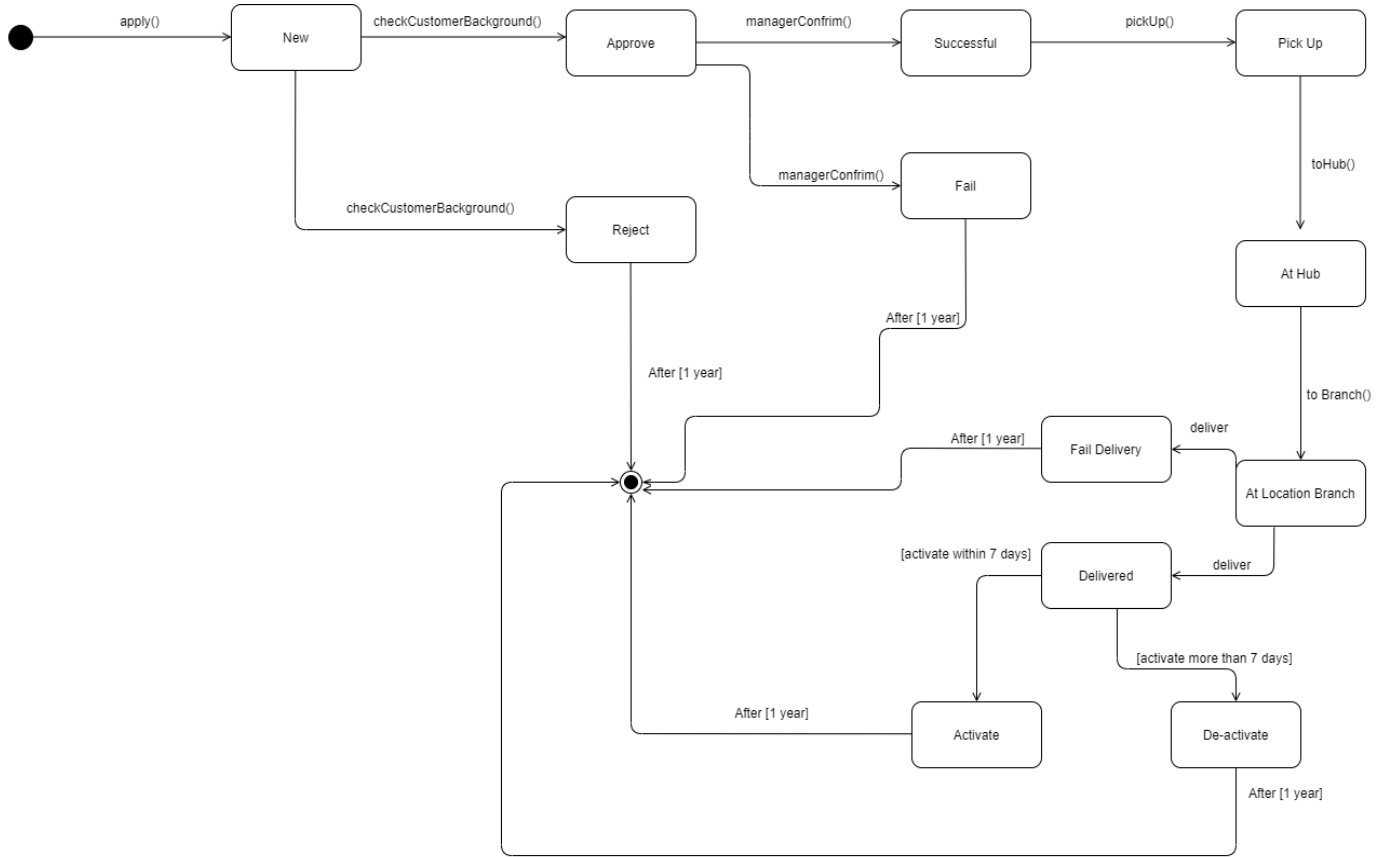 apply()
New
checkCustomerBackground()
Approve
managerConfrim()
Successful
pickUp()
Pick Up
toHub()
managerConfrim()
Fail
checkCustomerBackground()
Reject
At Hub
After [1 year]
After [1 year]
to Branch()
deliver
After [1 year]
Fail Delivery
At Location Branch
[activate within 7 days]
Delivered
deliver
[activate more than 7 days]
After [1 year]
Activate
De-activate
After [1 year]